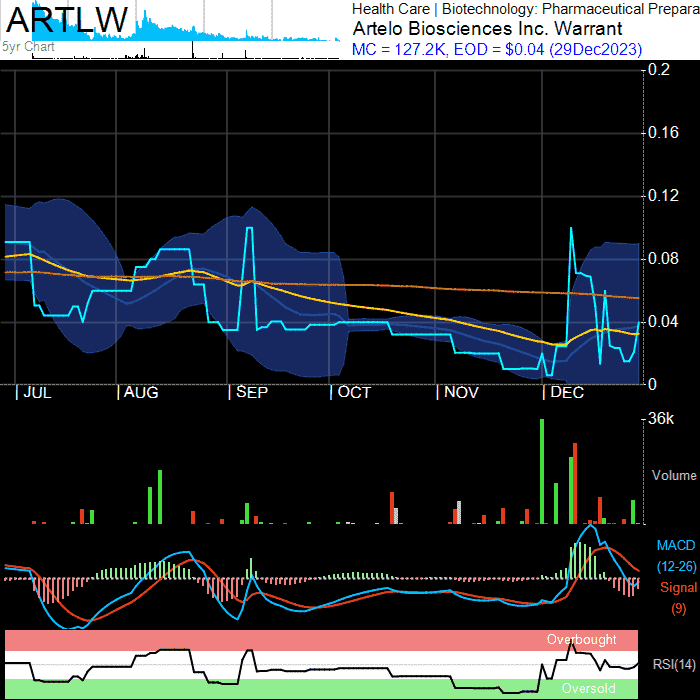 ARTLW
Health Care | Biotechnology: Pharmaceutical Prepara
Artelo Biosciences Inc. Warrant
MC = 127.2K, EOD = $0.04 (29Dec2023)
5yr Chart
0.2
0.16
0.12
0.08
0.04
0
| JUL | AUG | SEP | OCT | NOV | DEC
36k
Volume
MACD
(12-26)
Signal
(9)
Overbought
RSI(14)
Oversold